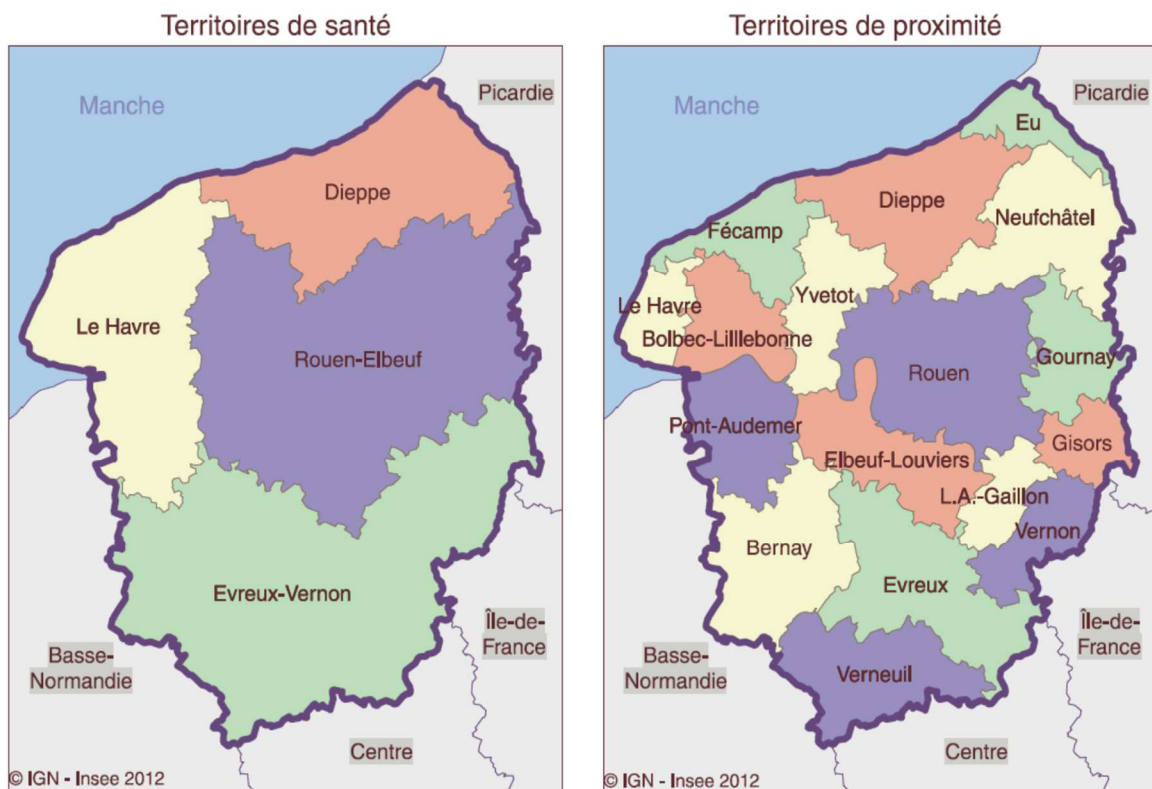 Territoires de santé
Manche
Picardie
Dieppe
Le Havre
Rouen-Elbeuf
Evreux-Vernon
Île-de-
France
Basse-
Normandie
Centre
© IGN - Insee 2012
Territoires de proximité
Manche
Picardie
Eu
Dieppe
Neufchâtel
Fécamp
Yvetot
Le Havre
Bolbec-Lilllebonne
Rouen
Gournay
Pont-Audemer
Gisors
Elbeuf-Louviers
L.A.-Gaillon
Vernon
Bernay
Evreux
Île-de-
France
Basse-
Normandie
Verneuil
Centre
© IGN - Insee 2012